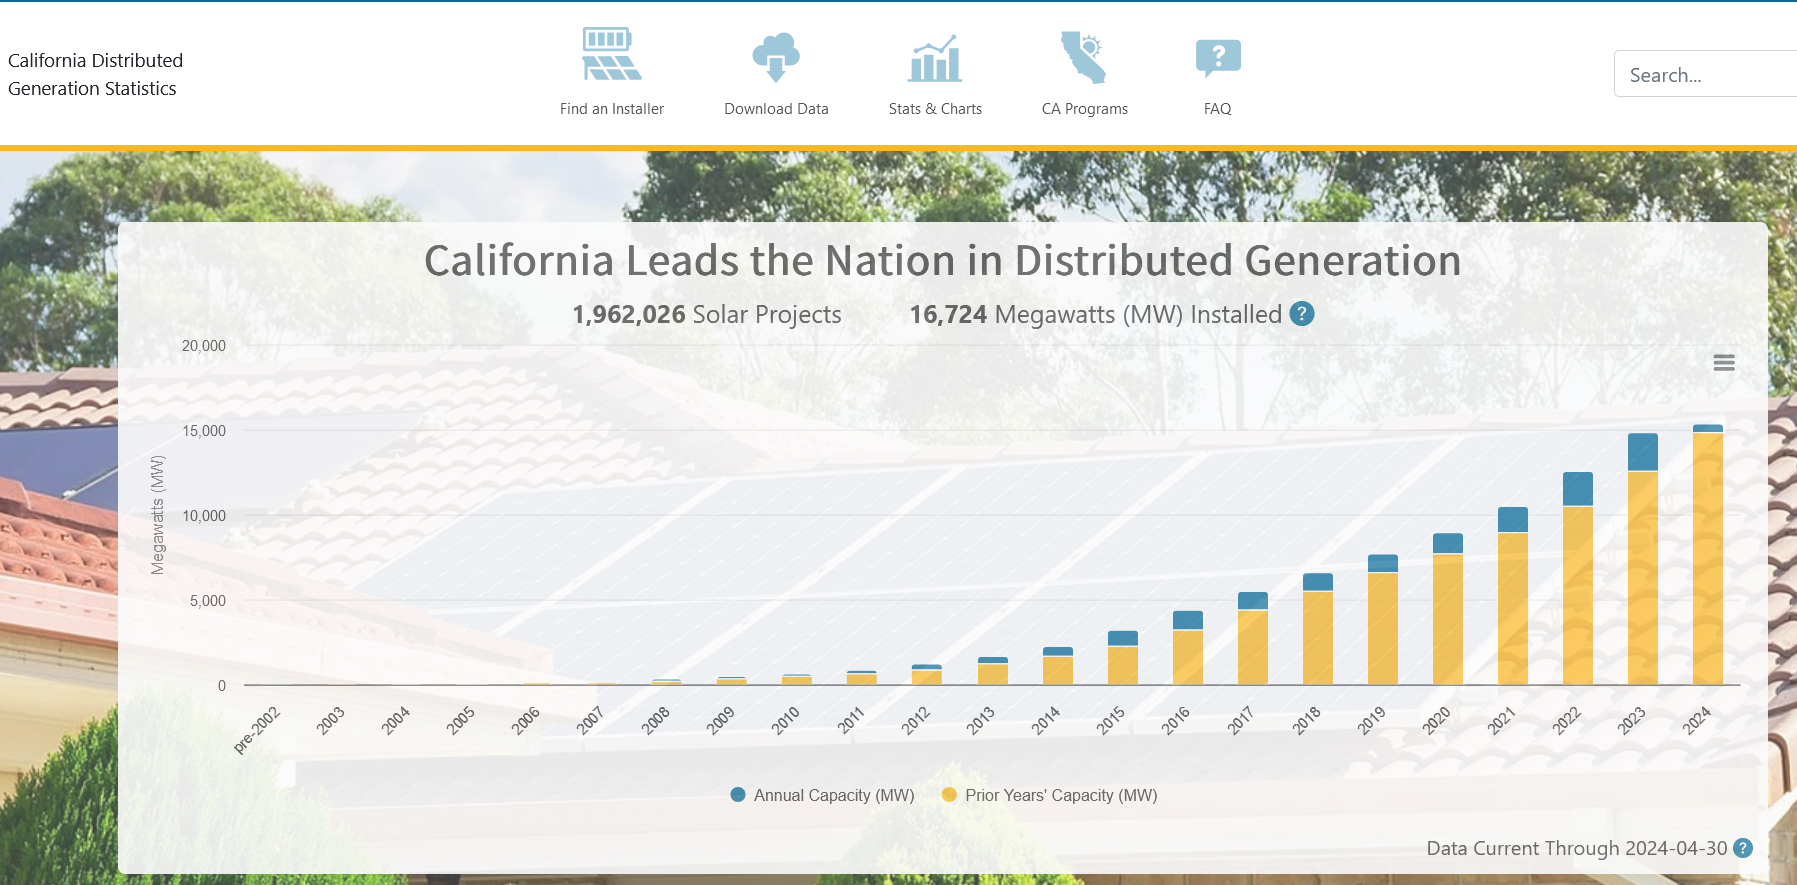 California Distributed
Generation Statistics
Find an Installer
Download Data
Stats & Charts
CA Programs
?
FAQ
Search...
California Leads the Nation in Distributed Generation
1,962,026 Solar Projects
16,724 Megawatts (MW) Installed ?
20,000
15,000
10,000
5,000
0
Megawatts (MW)
pre-2002
2003
2004
2005
2006
2007
2008
2009
2010
2011
2012
2013
2014
2015
2016
2017
2018
2019
2020
2021
2022
2023
2024
Annual Capacity (MW)
Prior Years' Capacity (MW)
Data Current Through 2024-04-30 ?